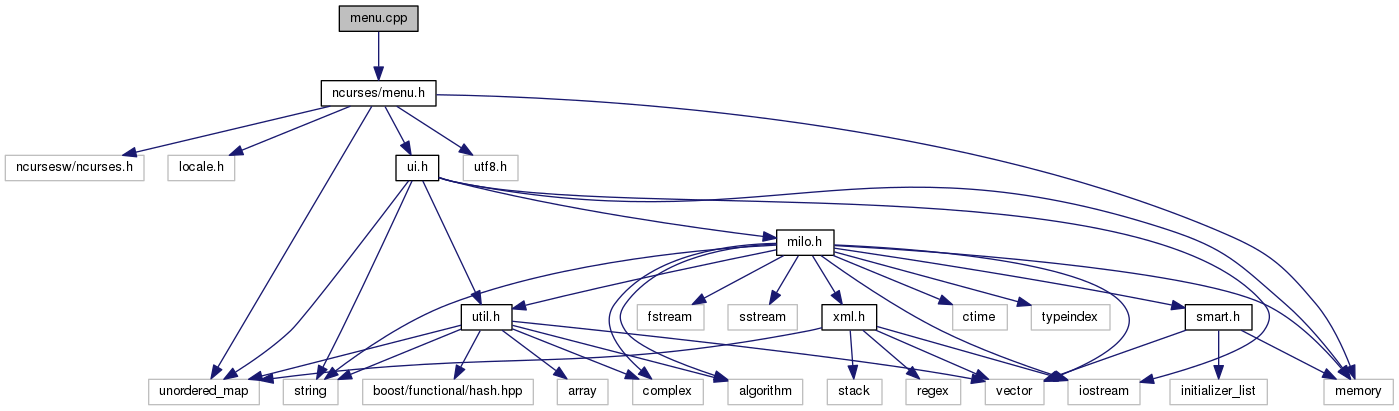 menu.cpp
ncurses/menu.h
ncursesw/ncurses.h
locale.h
ui.h
utf8.h
milo.h
util.h
fstream
sstream
xml.h
ctime
typeindex
smart.h
unordered_map
string
boost/functional/hash.hpp
array
complex
algorithm
stack
regex
vector
iostream
initializer_list
memory